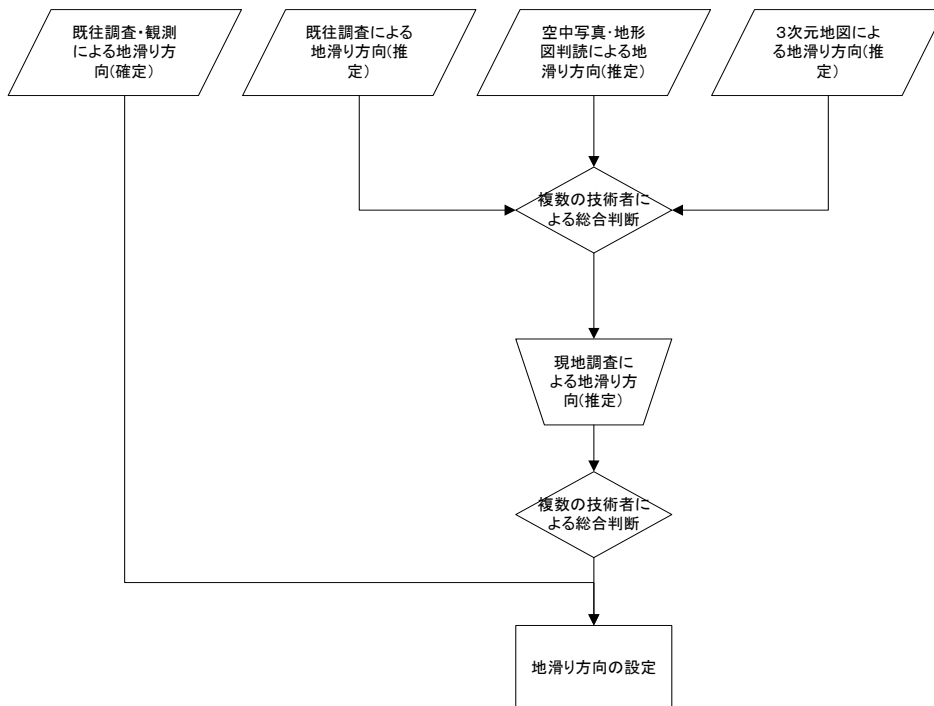 既往調査・観測
による地滑り方
向(確定)
既往調査による
地滑り方向(推
定)
空中写真・地形
図判読による地
滑り方向(推定)
３次元地図によ
る地滑り方向(推
定)
複数の技術者に
よる総合判断
現地調査に
よる地滑り方
向(推定)
複数の技術者に
よる総合判断
地滑り方向の設定